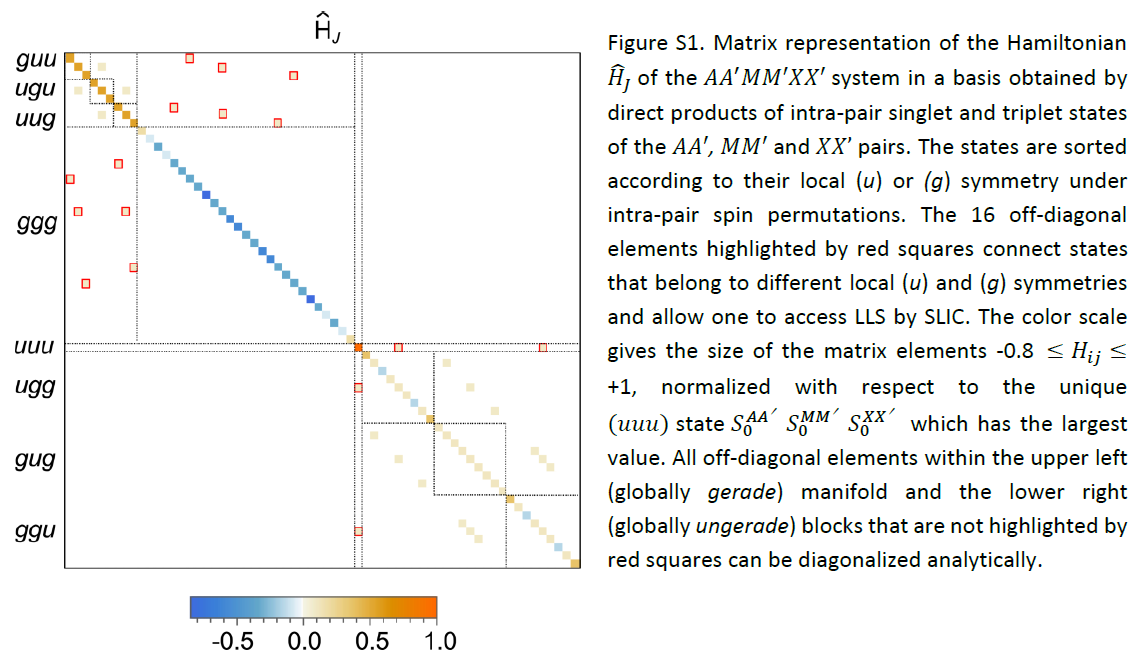 Ĥ_J
guu
ugu
uug
ggg
uuu
ugg
gug
ggu
-0.5 0.0 0.5 1.0
Figure S1. Matrix representation of the Hamiltonian
Ĥ_J of the AA′MM′XX′ system in a basis obtained by
direct products of intra-pair singlet and triplet states
of the AA′, MM′ and XX’ pairs. The states are sorted
according to their local (u) or (g) symmetry under
intra-pair spin permutations. The 16 off-diagonal
elements highlighted by red squares connect states
that belong to different local (u) and (g) symmetries
and allow one to access LLS by SLIC. The color scale
gives the size of the matrix elements -0.8 ≤ H_ij ≤
+1, normalized with respect to the unique
(uuu) state S_0^AA′ S_0^MM′ S_0^XX′ which has the largest
value. All off-diagonal elements within the upper left
(globally gerade) manifold and the lower right
(globally ungerade) blocks that are not highlighted by
red squares can be diagonalized analytically.